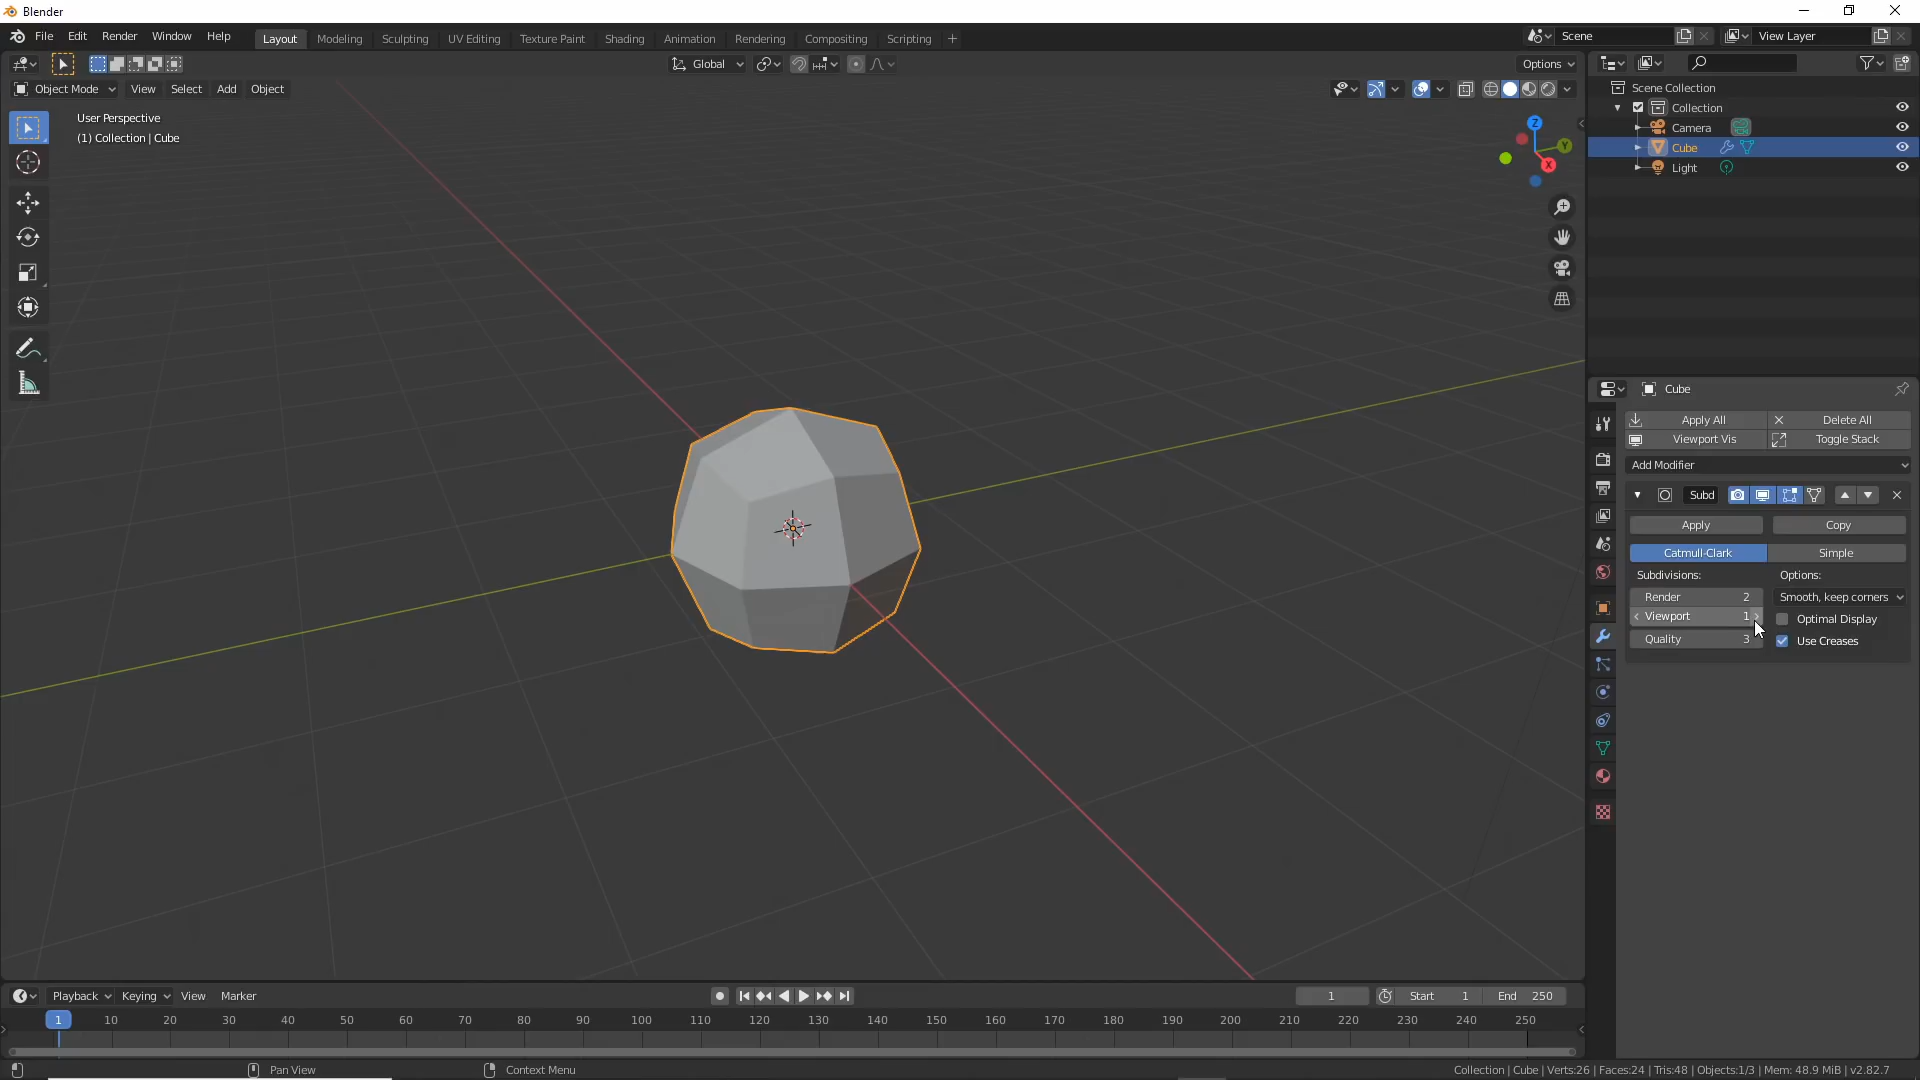 Blender
File Edit Render Window Help Layout Modeling Sculpting UV Editing Texture Paint Shading Animation Rendering Compositing Scripting + Scene View Layer
Global Options
Object Mode View Select Add Object
User Perspective
(1) Collection | Cube
Z
Y
X
Scene Collection
Collection
Camera
Cube
Light
Cube
Apply All Delete All
Viewport Vis Toggle Stack
Add Modifier
Subd
Apply Copy
Catmull-Clark Simple
Subdivisions: Options:
Render 2 Smooth, keep corners
Viewport 1 Optimal Display
Quality 3 Use Creases
Playback Keying View Marker 1 Start 1 End 250
1 10 20 30 40 50 60 70 80 90 100 110 120 130 140 150 160 170 180 190 200 210 220 230 240 250
Pan View Context Menu Collection | Cube | Verts:26 | Faces:24 | Tris:48 | Objects:1/3 | Mem: 48.9 MiB | v2.82.7